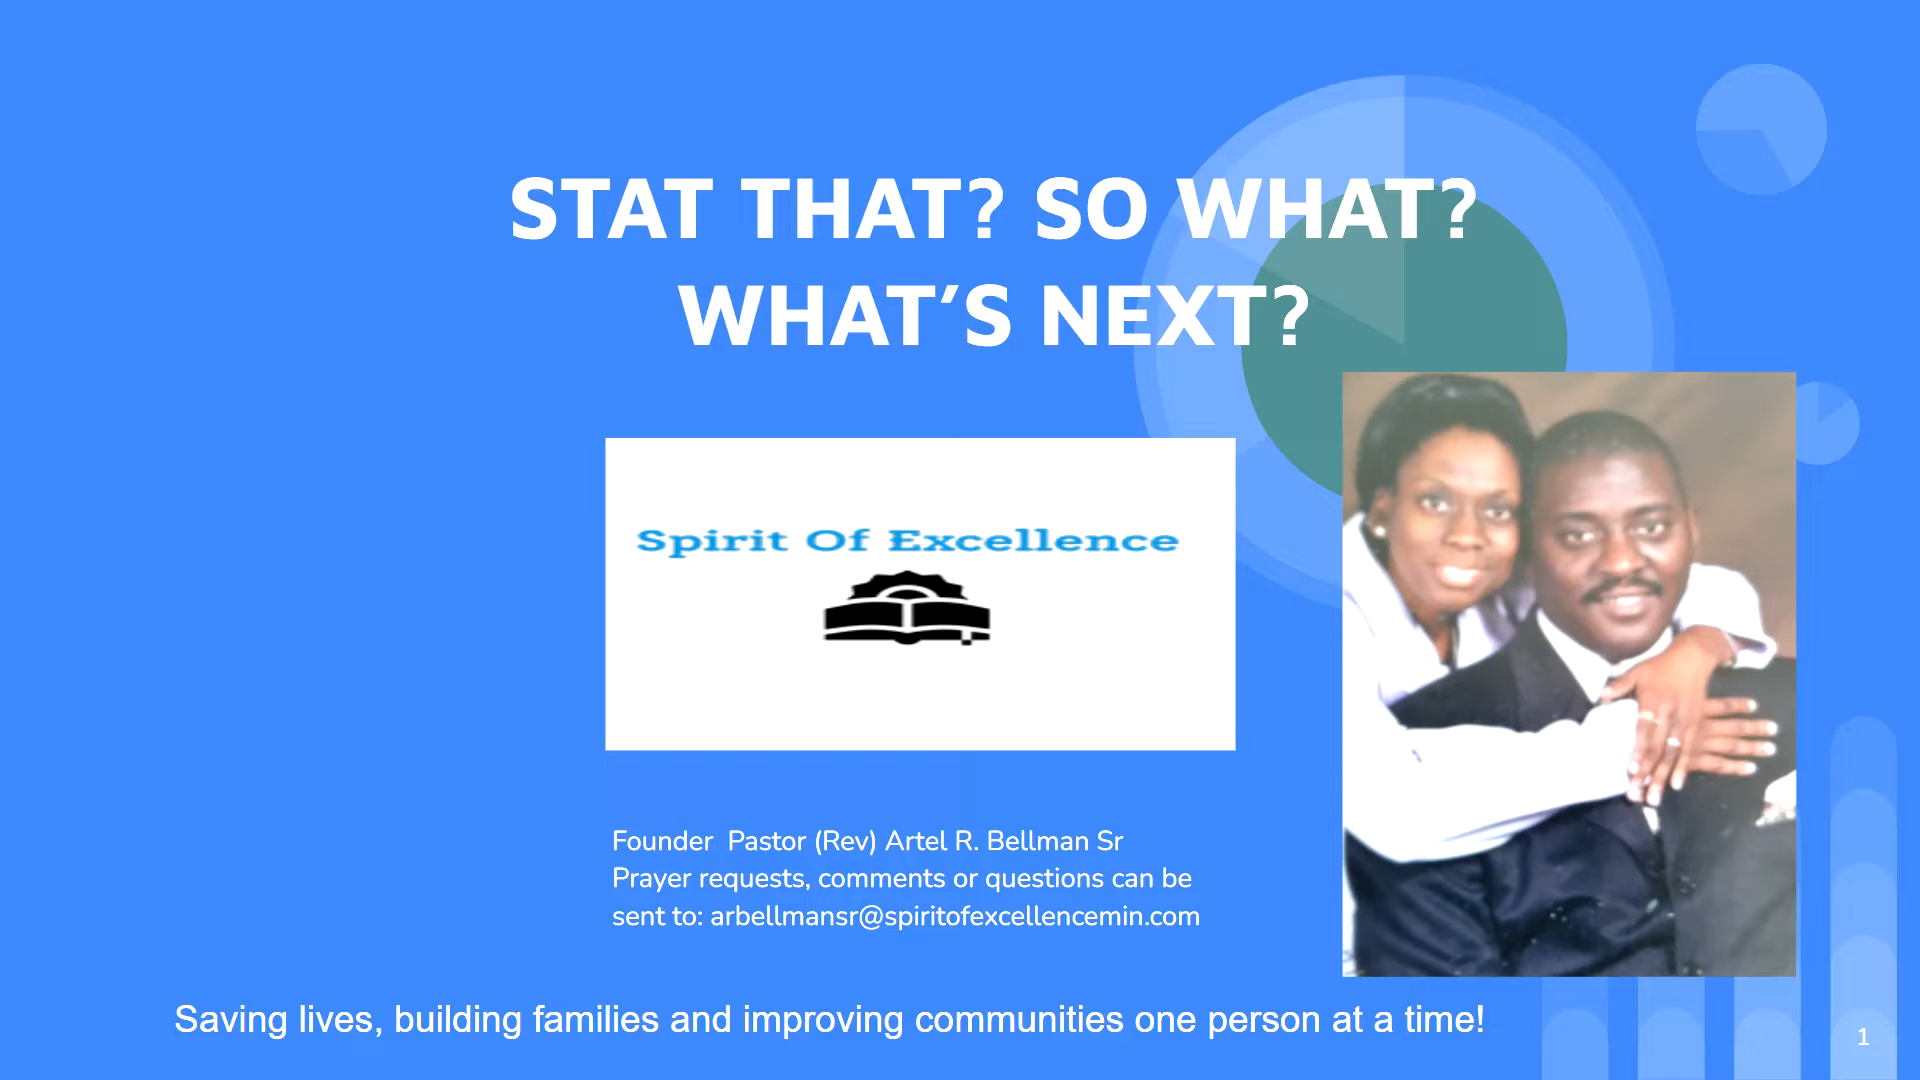 STAT THAT? SO WHAT?
WHAT'S NEXT?
Spirit Of Excellence
Founder  Pastor (Rev) Artel R. Bellman Sr
Prayer requests, comments or questions can be
sent to: arbellmansr@spiritofexcellencemin.com
Saving lives, building families and improving communities one person at a time!
1